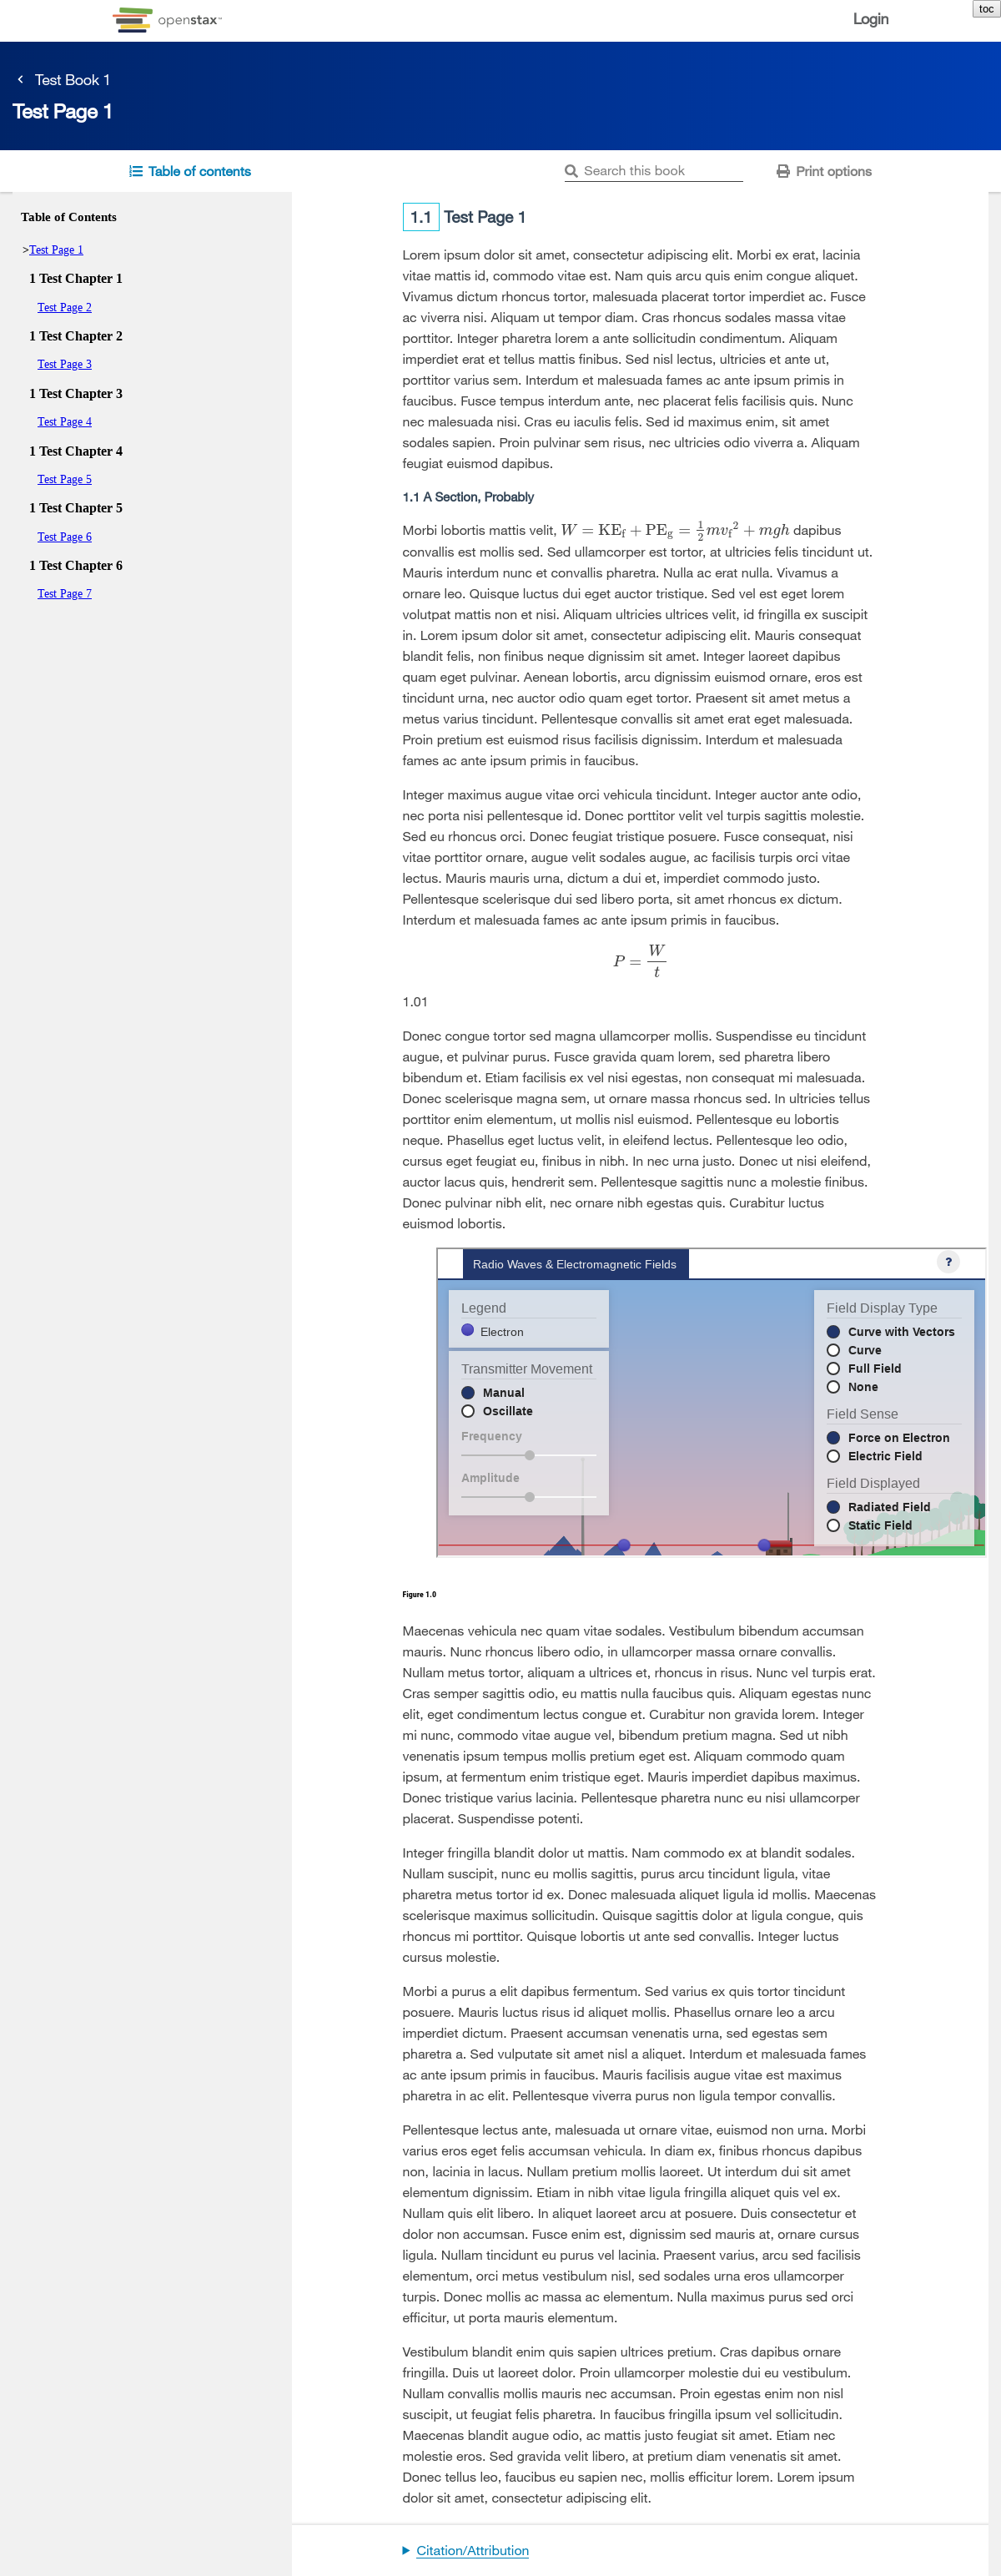 openstax™
Login
toc
Test Book 1
Test Page 1
Table of contents
Search this book
Print options
Table of Contents
>Test Page 1
1 Test Chapter 1
Test Page 2
1 Test Chapter 2
Test Page 3
1 Test Chapter 3
Test Page 4
1 Test Chapter 4
Test Page 5
1 Test Chapter 5
Test Page 6
1 Test Chapter 6
Test Page 7
1.1 Test Page 1
Lorem ipsum dolor sit amet, consectetur adipiscing elit. Morbi ex erat, lacinia
vitae mattis id, commodo vitae est. Nam quis arcu quis enim congue aliquet.
Vivamus dictum rhoncus tortor, malesuada placerat tortor imperdiet ac. Fusce
ac viverra nisi. Aliquam ut tempor diam. Cras rhoncus sodales massa vitae
porttitor. Integer pharetra lorem a ante sollicitudin condimentum. Aliquam
imperdiet erat et tellus mattis finibus. Sed nisl lectus, ultricies et ante ut,
porttitor varius sem. Interdum et malesuada fames ac ante ipsum primis in
faucibus. Fusce tempus interdum ante, nec placerat felis facilisis quis. Nunc
nec malesuada nisi. Cras eu iaculis felis. Sed id maximus enim, sit amet
sodales sapien. Proin pulvinar sem risus, nec ultricies odio viverra a. Aliquam
feugiat euismod dapibus.
1.1 A Section, Probably
Morbi lobortis mattis velit, W = KE_f + PE_g = 1/2 mv_f² + mgh dapibus
convallis est mollis sed. Sed ullamcorper est tortor, at ultricies felis tincidunt ut.
Mauris interdum nunc et convallis pharetra. Nulla ac erat nulla. Vivamus a
ornare leo. Quisque luctus dui eget auctor tristique. Sed vel est eget lorem
volutpat mattis non et nisi. Aliquam ultricies ultrices velit, id fringilla ex suscipit
in. Lorem ipsum dolor sit amet, consectetur adipiscing elit. Mauris consequat
blandit felis, non finibus neque dignissim sit amet. Integer laoreet dapibus
quam eget pulvinar. Aenean lobortis, arcu dignissim euismod ornare, eros est
tincidunt urna, nec auctor odio quam eget tortor. Praesent sit amet metus a
metus varius tincidunt. Pellentesque convallis sit amet erat eget malesuada.
Proin pretium est euismod risus facilisis dignissim. Interdum et malesuada
fames ac ante ipsum primis in faucibus.
Integer maximus augue vitae orci vehicula tincidunt. Integer auctor ante odio,
nec porta nisi pellentesque id. Donec porttitor velit vel turpis sagittis molestie.
Sed eu rhoncus orci. Donec feugiat tristique posuere. Fusce consequat, nisi
vitae porttitor ornare, augue velit sodales augue, ac facilisis turpis orci vitae
lectus. Mauris mauris urna, dictum a dui et, imperdiet commodo justo.
Pellentesque scelerisque dui sed libero porta, sit amet rhoncus ex dictum.
Interdum et malesuada fames ac ante ipsum primis in faucibus.
P = W/t
1.01
Donec congue tortor sed magna ullamcorper mollis. Suspendisse eu tincidunt
augue, et pulvinar purus. Fusce gravida quam lorem, sed pharetra libero
bibendum et. Etiam facilisis ex vel nisi egestas, non consequat mi malesuada.
Donec scelerisque magna sem, ut ornare massa rhoncus sed. In ultricies tellus
porttitor enim elementum, ut mollis nisl euismod. Pellentesque eu lobortis
neque. Phasellus eget luctus velit, in eleifend lectus. Pellentesque leo odio,
cursus eget feugiat eu, finibus in nibh. In nec urna justo. Donec ut nisi eleifend,
auctor lacus quis, hendrerit sem. Pellentesque sagittis nunc a molestie finibus.
Donec pulvinar nibh elit, nec ornare nibh egestas quis. Curabitur luctus
euismod lobortis.
Radio Waves & Electromagnetic Fields
?
Legend
Electron
Transmitter Movement
Manual
Oscillate
Frequency
Amplitude
Field Display Type
Curve with Vectors
Curve
Full Field
None
Field Sense
Force on Electron
Electric Field
Field Displayed
Radiated Field
Static Field
Figure 1.0
Maecenas vehicula nec quam vitae sodales. Vestibulum bibendum accumsan
mauris. Nunc rhoncus libero odio, in ullamcorper massa ornare convallis.
Nullam metus tortor, aliquam a ultrices et, rhoncus in risus. Nunc vel turpis erat.
Cras semper sagittis odio, eu mattis nulla faucibus quis. Aliquam egestas nunc
elit, eget condimentum lectus congue et. Curabitur non gravida lorem. Integer
mi nunc, commodo vitae augue vel, bibendum pretium magna. Sed ut nibh
venenatis ipsum tempus mollis pretium eget est. Aliquam commodo quam
ipsum, at fermentum enim tristique eget. Mauris imperdiet dapibus maximus.
Donec tristique varius lacinia. Pellentesque pharetra nunc eu nisi ullamcorper
placerat. Suspendisse potenti.
Integer fringilla blandit dolor ut mattis. Nam commodo ex at blandit sodales.
Nullam suscipit, nunc eu mollis sagittis, purus arcu tincidunt ligula, vitae
pharetra metus tortor id ex. Donec malesuada aliquet ligula id mollis. Maecenas
scelerisque maximus sollicitudin. Quisque sagittis dolor at ligula congue, quis
rhoncus mi porttitor. Quisque lobortis ut ante sed convallis. Integer luctus
cursus molestie.
Morbi a purus a elit dapibus fermentum. Sed varius ex quis tortor tincidunt
posuere. Mauris luctus risus id aliquet mollis. Phasellus ornare leo a arcu
imperdiet dictum. Praesent accumsan venenatis urna, sed egestas sem
pharetra a. Sed vulputate sit amet nisl a aliquet. Interdum et malesuada fames
ac ante ipsum primis in faucibus. Mauris facilisis augue vitae est maximus
pharetra in ac elit. Pellentesque viverra purus non ligula tempor convallis.
Pellentesque lectus ante, malesuada ut ornare vitae, euismod non urna. Morbi
varius eros eget felis accumsan vehicula. In diam ex, finibus rhoncus dapibus
non, lacinia in lacus. Nullam pretium mollis laoreet. Ut interdum dui sit amet
elementum dignissim. Etiam in nibh vitae ligula fringilla aliquet quis vel ex.
Nullam quis elit libero. In aliquet laoreet arcu at posuere. Duis consectetur et
dolor non accumsan. Fusce enim est, dignissim sed mauris at, ornare cursus
ligula. Nullam tincidunt eu purus vel lacinia. Praesent varius, arcu sed facilisis
elementum, orci metus vestibulum nisl, sed sodales urna eros ullamcorper
turpis. Donec mollis ac massa ac elementum. Nulla maximus purus sed orci
efficitur, ut porta mauris elementum.
Vestibulum blandit enim quis sapien ultrices pretium. Cras dapibus ornare
fringilla. Duis ut laoreet dolor. Proin ullamcorper molestie dui eu vestibulum.
Nullam convallis mollis mauris nec accumsan. Proin egestas enim non nisl
suscipit, ut feugiat felis pharetra. In faucibus fringilla ipsum vel sollicitudin.
Maecenas blandit augue odio, ac mattis justo feugiat sit amet. Etiam nec
molestie eros. Sed gravida velit libero, at pretium diam venenatis sit amet.
Donec tellus leo, faucibus eu sapien nec, mollis efficitur lorem. Lorem ipsum
dolor sit amet, consectetur adipiscing elit.
Citation/Attribution